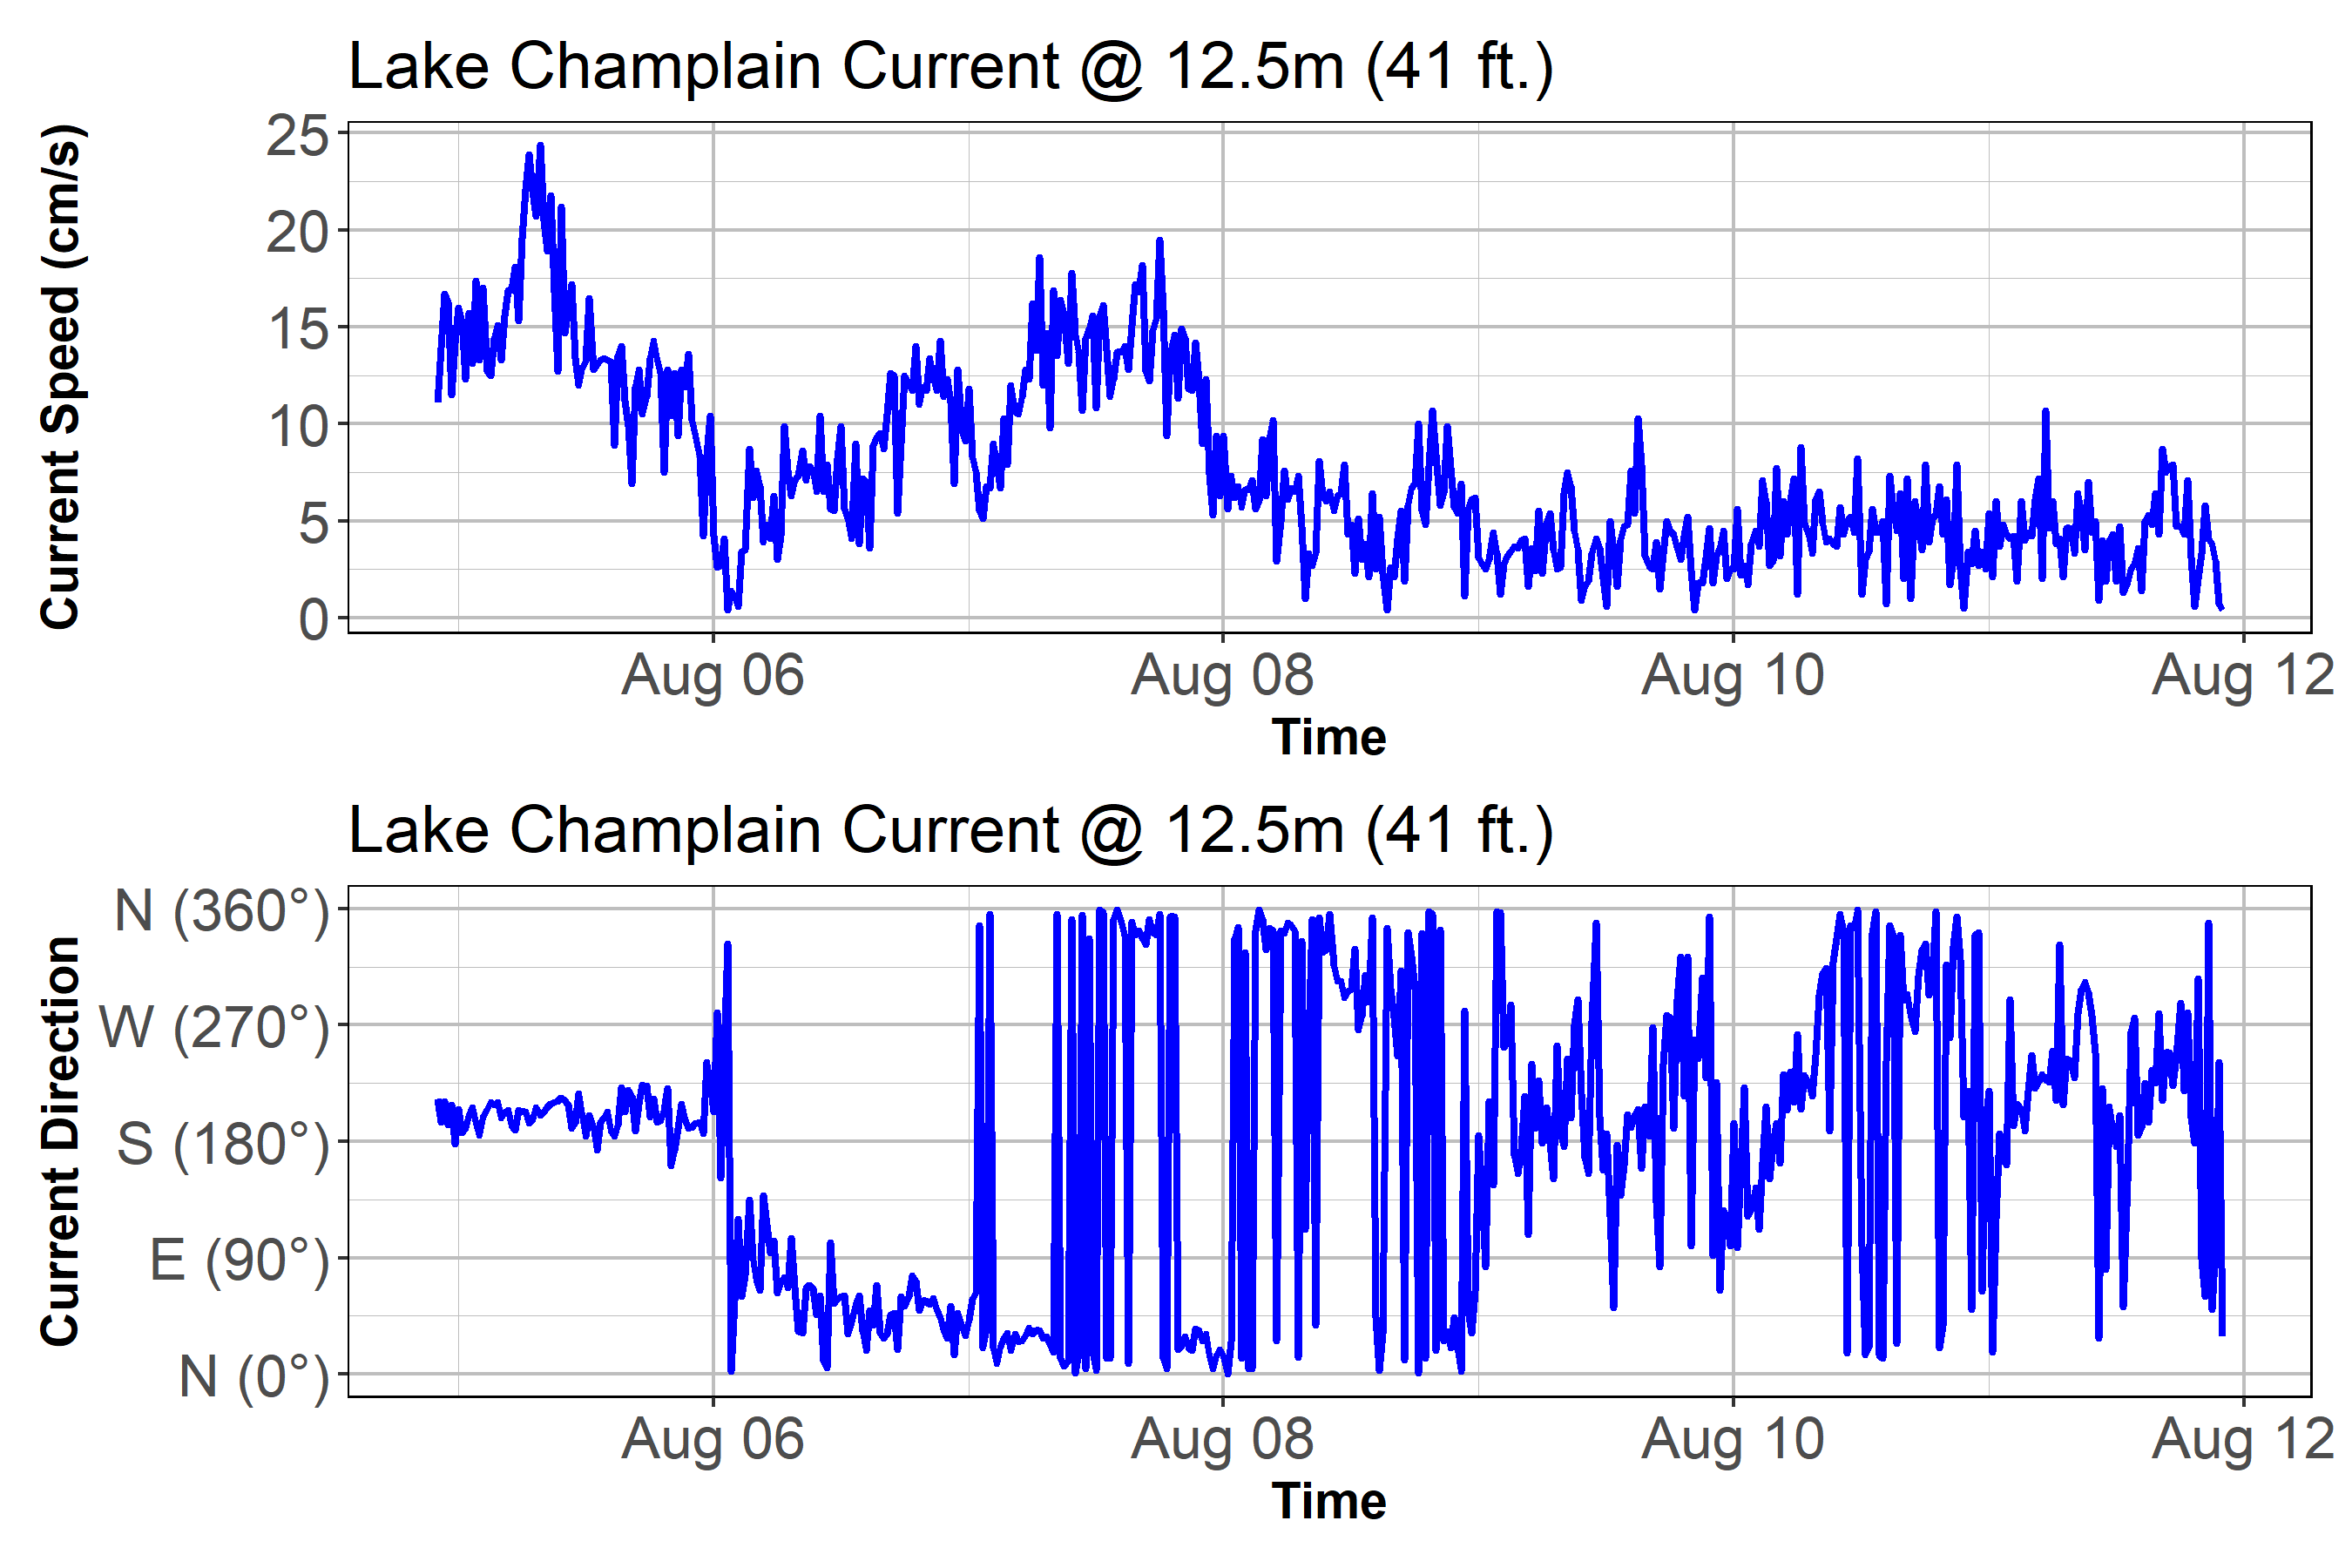 Lake Champlain Current @ 12.5m (41 ft.)
Current Speed (cm/s)
25
20
15
10
5
0
Aug 06 Aug 08 Aug 10 Aug 12
Time
Lake Champlain Current @ 12.5m (41 ft.)
Current Direction
N (360°)
W (270°)
S (180°)
E (90°)
N (0°)
Aug 06 Aug 08 Aug 10 Aug 12
Time